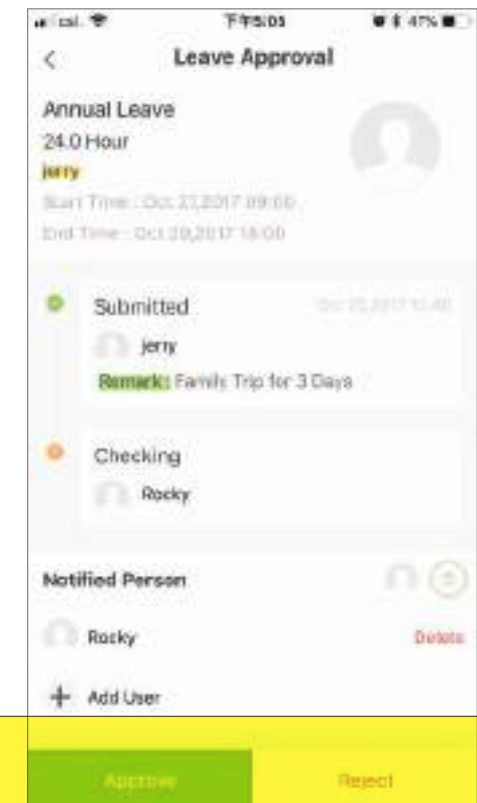 csl. 下午5:05 47%
Leave Approval
Annual Leave
24.0 Hour
jerry
Start Time : Oct 27,2017 09:00
End Time : Oct 29,2017 18:00
Submitted
jerry
Remark : Family Trip for 3 Days
Checking
Rocky
Notified Person
Rocky Delete
+ Add User
Approve Reject